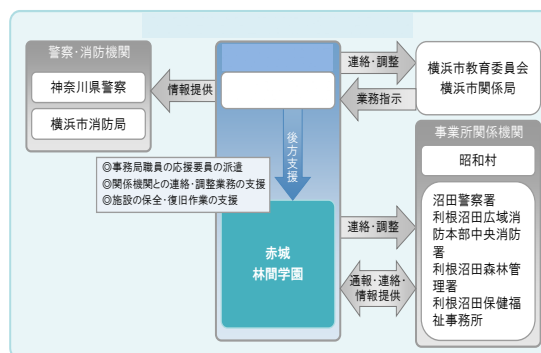 警察・消防機関
神奈川県警察
横浜市消防局
情報提供
連絡・調整
業務指示
横浜市教育委員会
横浜市関係局
後方支援
◎事務局職員の応援要員の派遣
◎関係機関との連絡・調整業務の支援
◎施設の保全・復旧作業の支援
赤城
林間学園
連絡・調整
通報・連絡・
情報提供
事業所関係機関
昭和村
沼田警察署
利根沼田広域消
防本部中央消防
署
利根沼田森林管
理署
利根沼田保健福
祉事務所